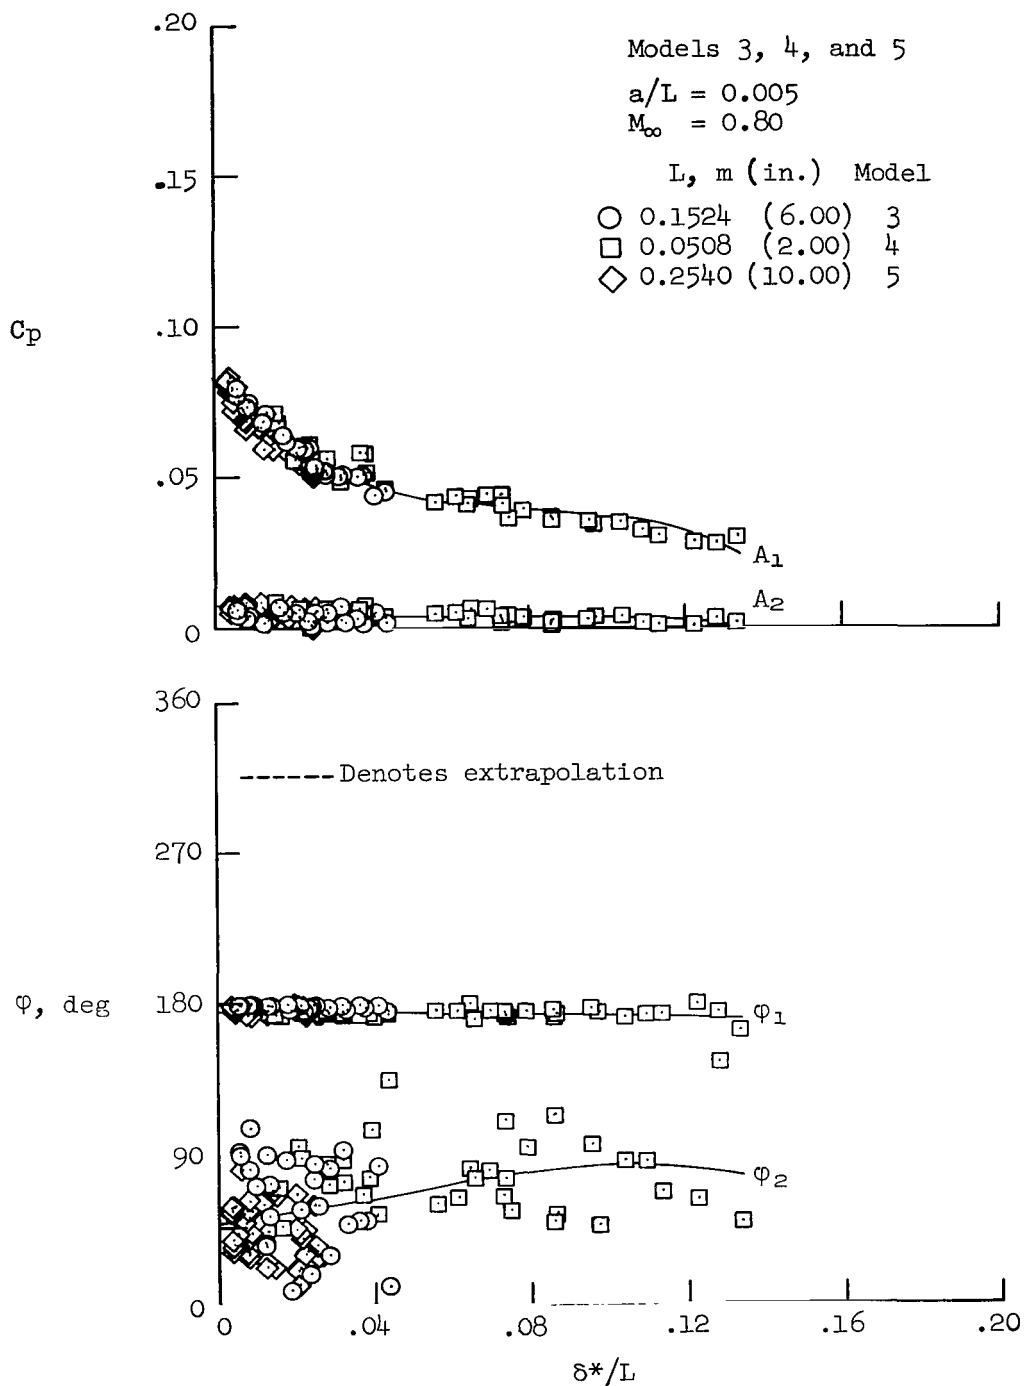 .20
Models 3, 4, and 5
a/L = 0.005
M∞ = 0.80
.15
L, m (in.) Model
0.1524 (6.00) 3
0.0508 (2.00) 4
0.2540 (10.00) 5
Cp
.10
.05
A1
A2
0
360
Denotes extrapolation
270
φ, deg
180
φ1
90
φ2
0
0 .04 .08 .12 .16 .20
δ*/L